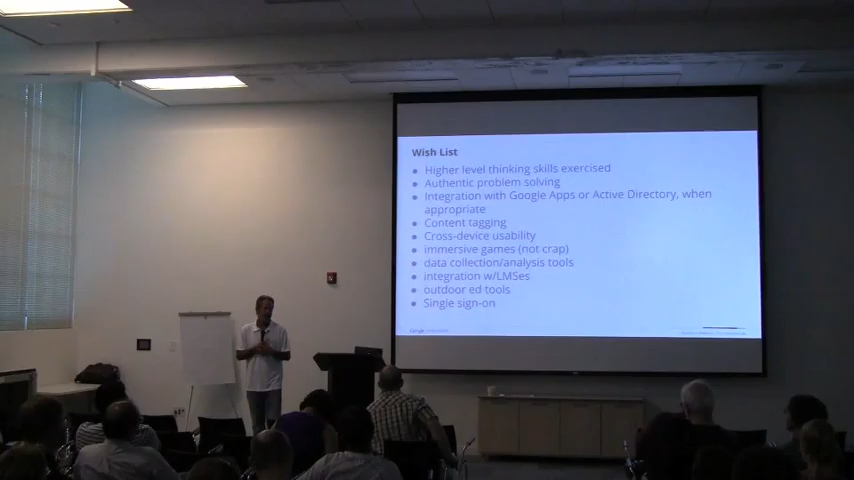 Wish List
Higher level thinking skills exercised
Authentic problem solving
Integration with Google Apps or Active Directory, when
appropriate
Content tagging
Cross-device usability
immersive games (not crap)
data collection/analysis tools
integration w/LMSes
outdoor ed tools
Single sign-on
Google